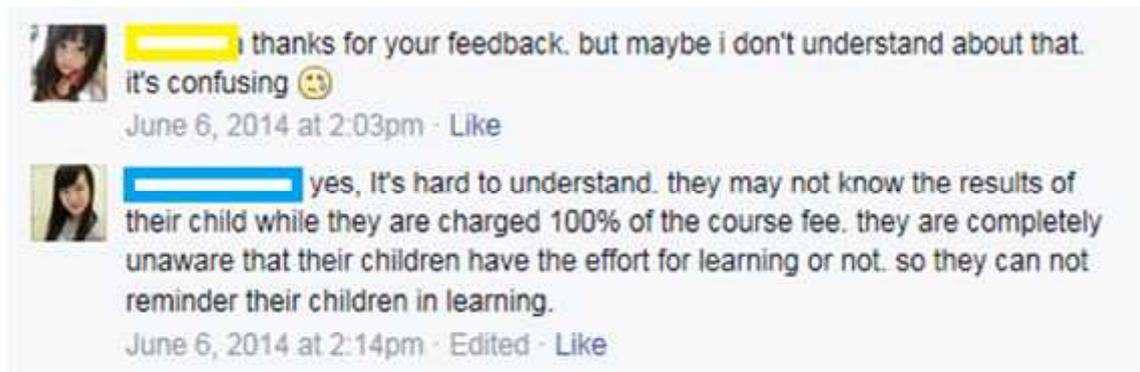 thanks for your feedback. but maybe i don't understand about that.
it's confusing
June 6, 2014 at 2:03pm · Like
yes, It's hard to understand. they may not know the results of
their child while they are charged 100% of the course fee. they are completely
unaware that their children have the effort for learning or not. so they can not
reminder their children in learning.
June 6, 2014 at 2:14pm · Edited · Like